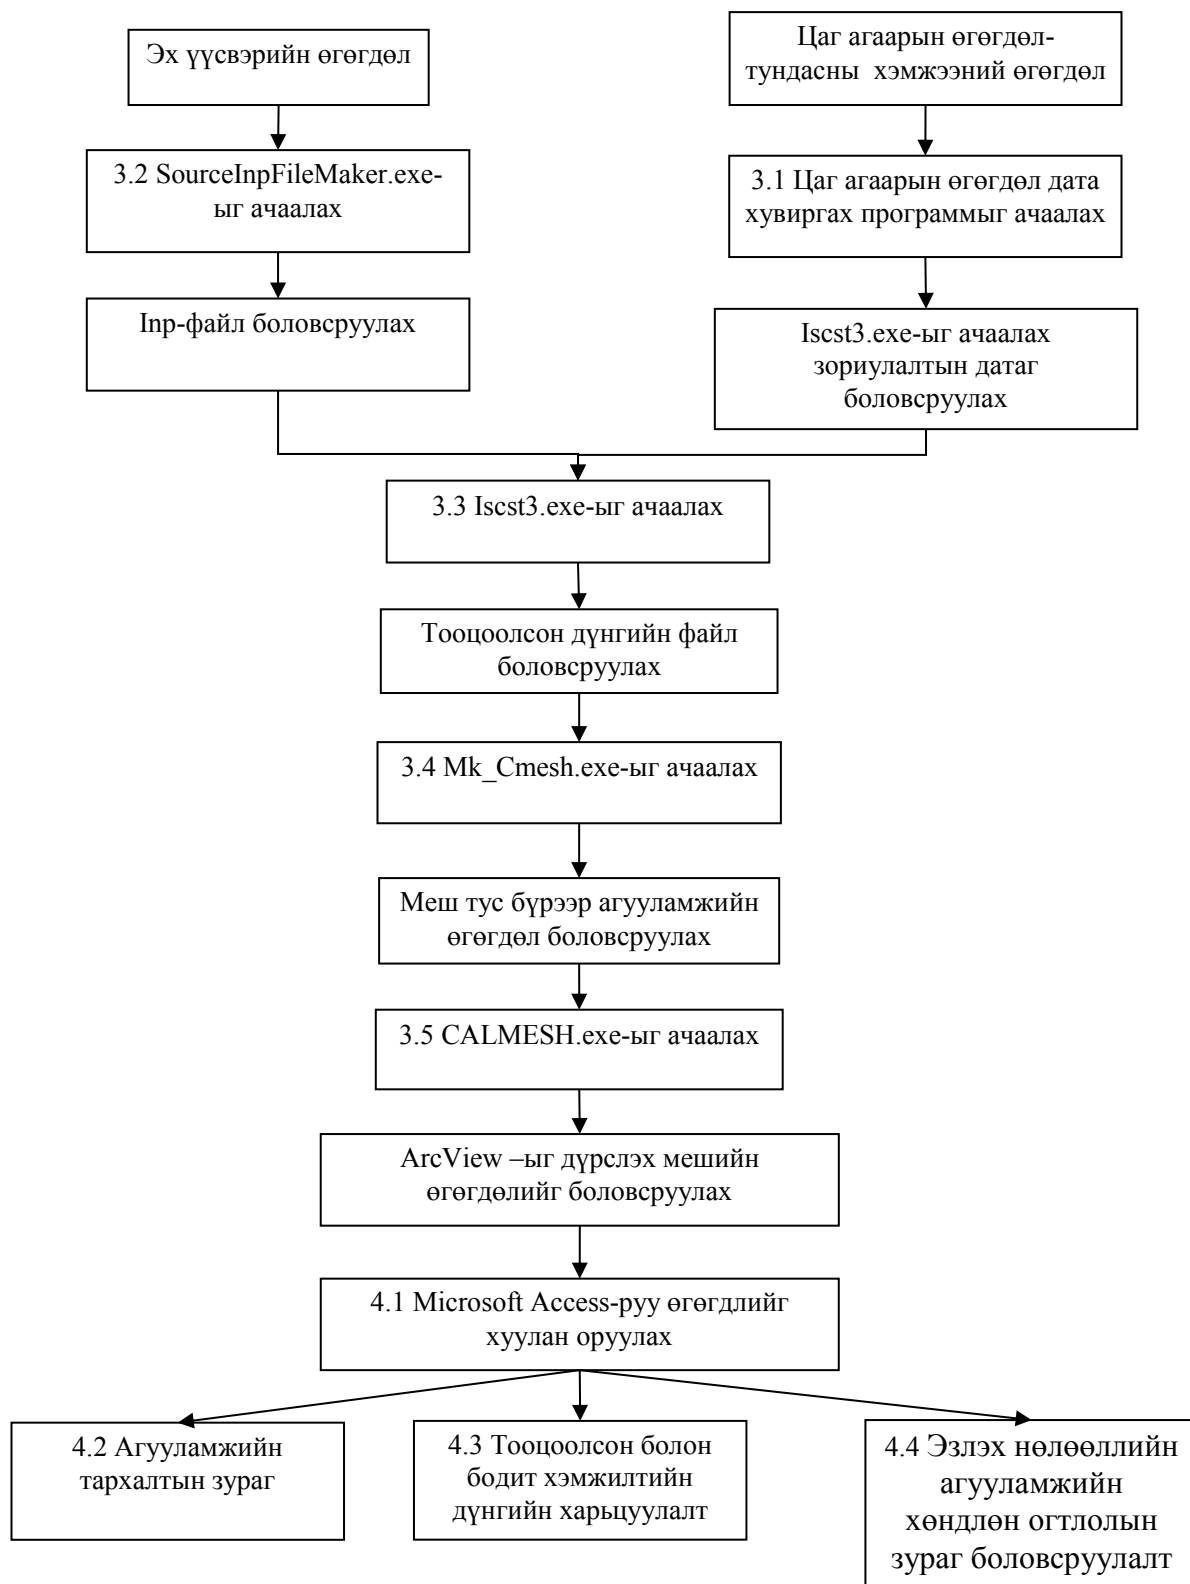 Эх үүсвэрийн өгөгдөл
Цаг агаарын өгөгдөл-
тундасны хэмжээний өгөгдөл
3.2 SourceInpFileMaker.exe-
ыг ачаалах
3.1 Цаг агаарын өгөгдөл дата
хувиргах программыг ачаалах
Inp-файл боловсруулах
Iscst3.exe-ыг ачаалах
зориулалтын датаг
боловсруулах
3.3 Iscst3.exe-ыг ачаалах
Тооцоолсон дүнгийн файл
боловсруулах
3.4 Mk_Cmesh.exe-ыг ачаалах
Меш тус бүрээр агууламжийн
өгөгдөл боловсруулах
3.5 CALMESH.exe-ыг ачаалах
ArcView –ыг дүрслэх мешийн
өгөгдөлийг боловсруулах
4.1 Microsoft Access-руу өгөгдлийг
хуулан оруулах
4.2 Агууламжийн
тархалтын зураг
4.3 Тооцоолсон болон
бодит хэмжилтийн
дүнгийн харьцуулалт
4.4 Эзлэх нөлөөллийн
агууламжийн
хөндлөн огтлолын
зураг боловсруулалт